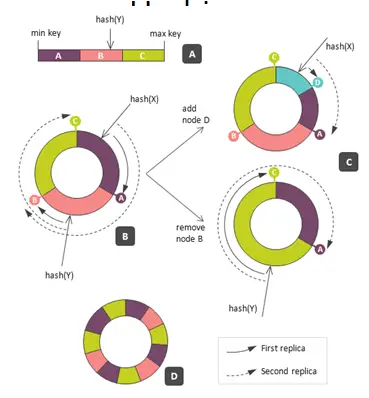 hash(Y)
min key
max key
A
B
C
A
hash(X)
C
A
B
hash(Y)
B
add
node D
remove
node B
hash(X)
C
D
A
B
C
C
A
hash(Y)
D
First replica
Second replica